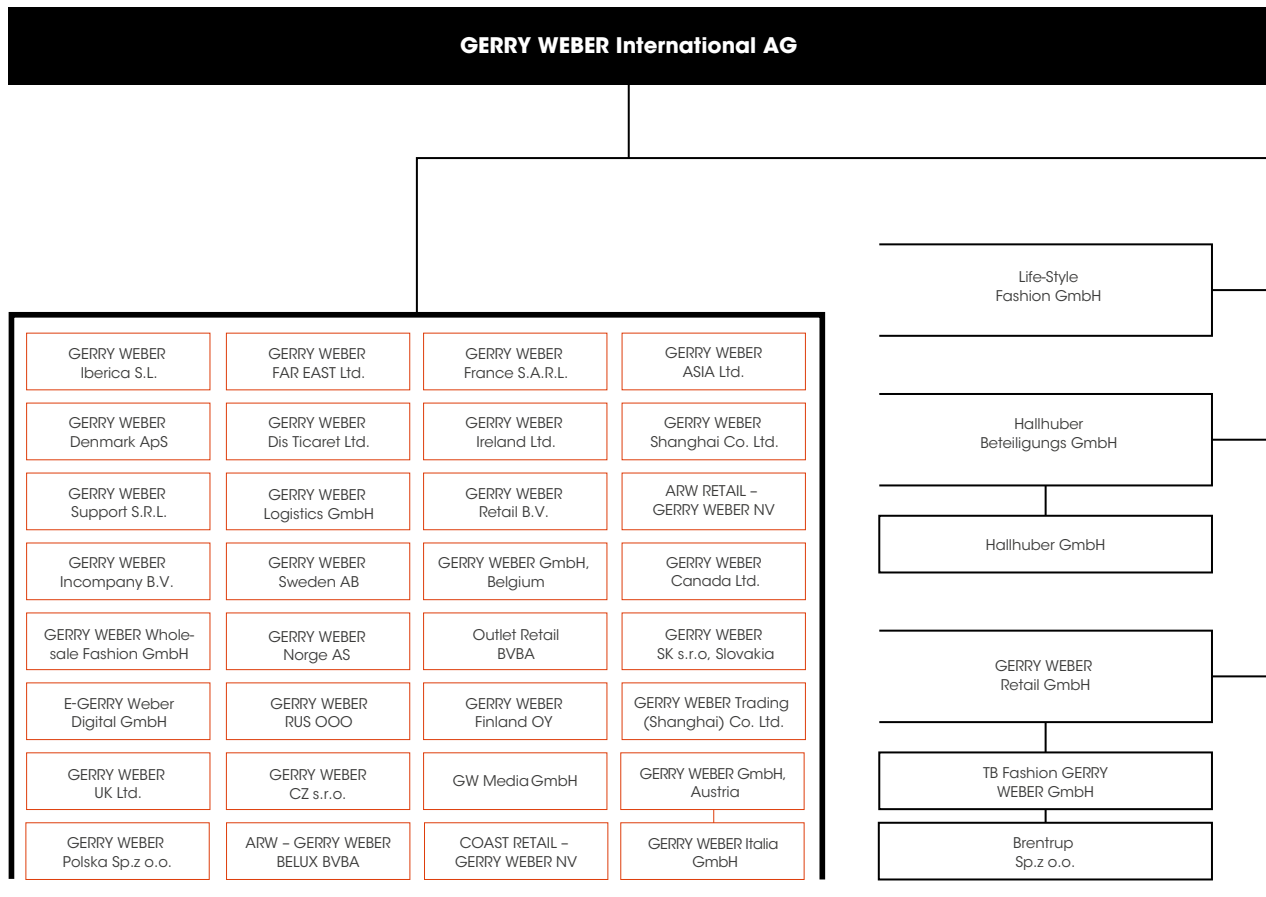 GERRY WEBER International AG
Life-Style
Fashion GmbH
GERRY WEBER
Iberica S.L.
GERRY WEBER
FAR EAST Ltd.
GERRY WEBER
France S.A.R.L.
GERRY WEBER
ASIA Ltd.
GERRY WEBER
Denmark ApS
GERRY WEBER
Dis Ticaret Ltd.
GERRY WEBER
Ireland Ltd.
GERRY WEBER
Shanghai Co. Ltd.
Hallhuber
Beteiligungs GmbH
GERRY WEBER
Support S.R.L.
GERRY WEBER
Logistics GmbH
GERRY WEBER
Retail B.V.
ARW RETAIL –
GERRY WEBER NV
Hallhuber GmbH
GERRY WEBER
Incompany B.V.
GERRY WEBER
Sweden AB
GERRY WEBER GmbH,
Belgium
GERRY WEBER
Canada Ltd.
GERRY WEBER Whole-
sale Fashion GmbH
GERRY WEBER
Norge AS
Outlet Retail
BVBA
GERRY WEBER
SK s.r.o, Slovakia
GERRY WEBER
Retail GmbH
E-GERRY Weber
Digital GmbH
GERRY WEBER
RUS OOO
GERRY WEBER
Finland OY
GERRY WEBER Trading
(Shanghai) Co. Ltd.
GERRY WEBER
UK Ltd.
GERRY WEBER
CZ s.r.o.
GW Media GmbH
GERRY WEBER GmbH,
Austria
TB Fashion GERRY
WEBER GmbH
GERRY WEBER
Polska Sp.z o.o.
ARW – GERRY WEBER
BELUX BVBA
COAST RETAIL –
GERRY WEBER NV
GERRY WEBER Italia
GmbH
Brentrup
Sp.z o.o.